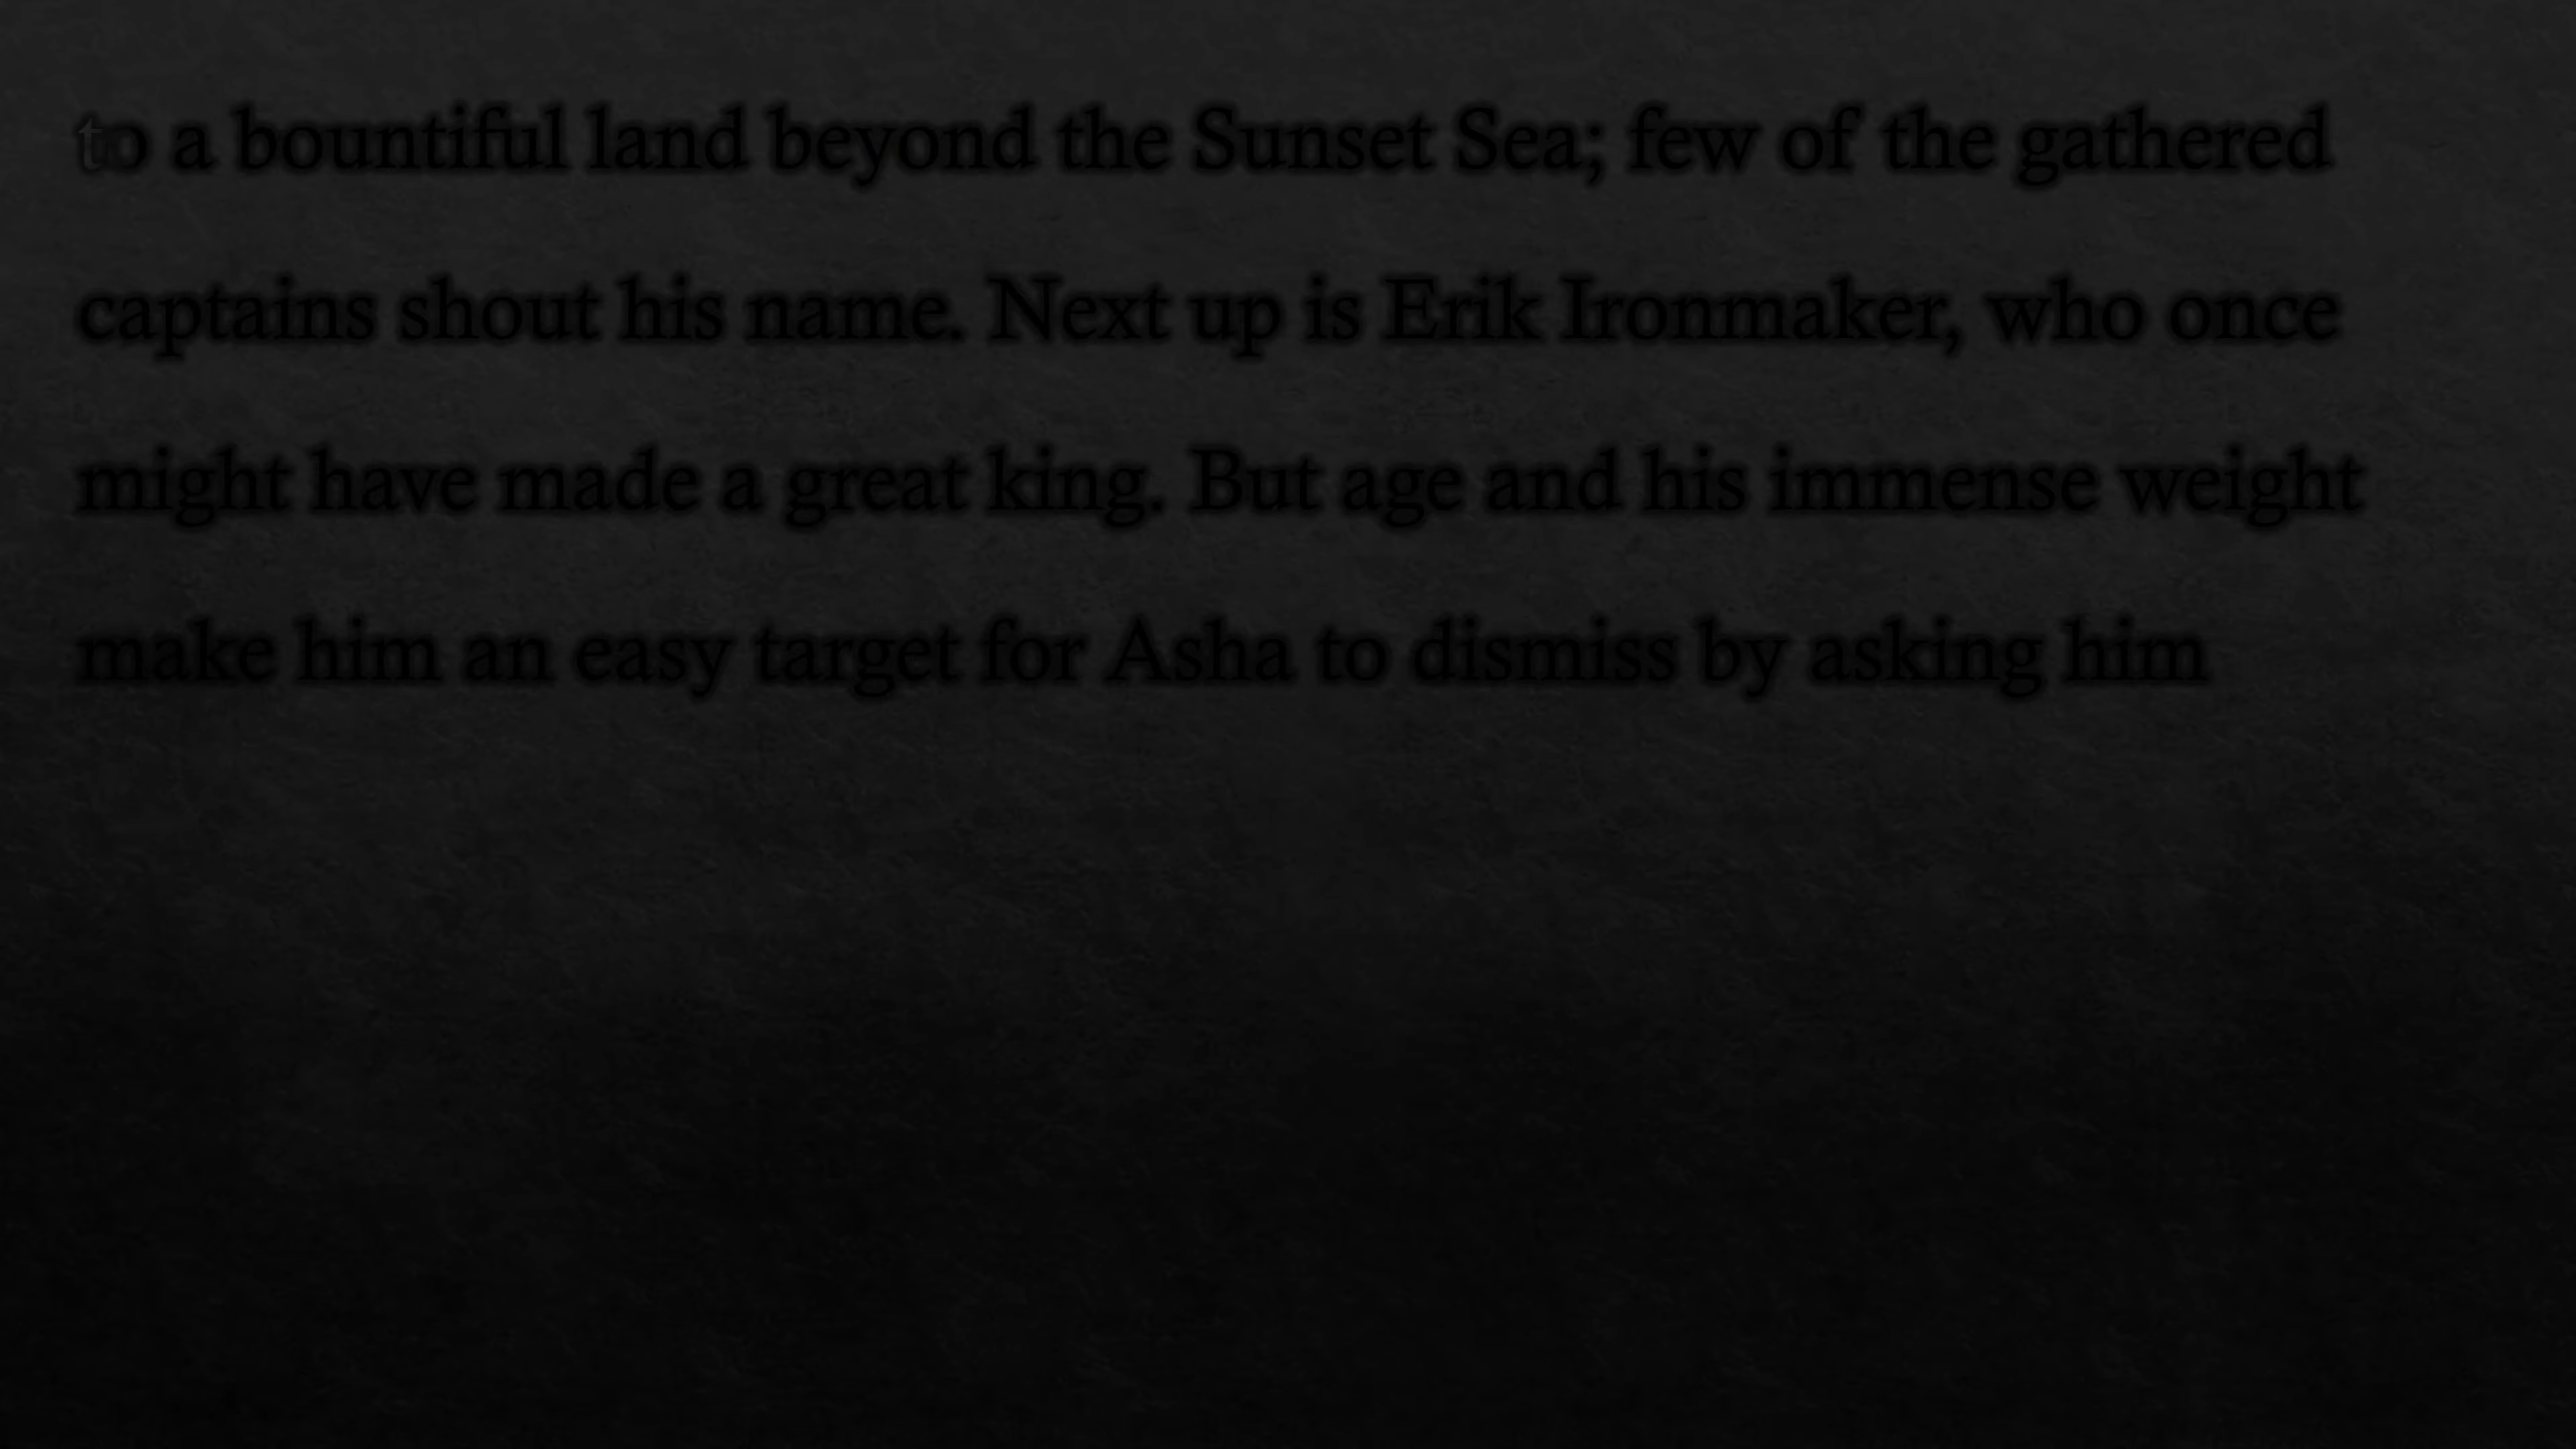 to a bountiful land beyond the Sunset Sea; few of the gathered
captains shout his name. Next up is Erik Ironmaker, who once
might have made a great king. But age and his immense weight
make him an easy target for Asha to dismiss by asking him